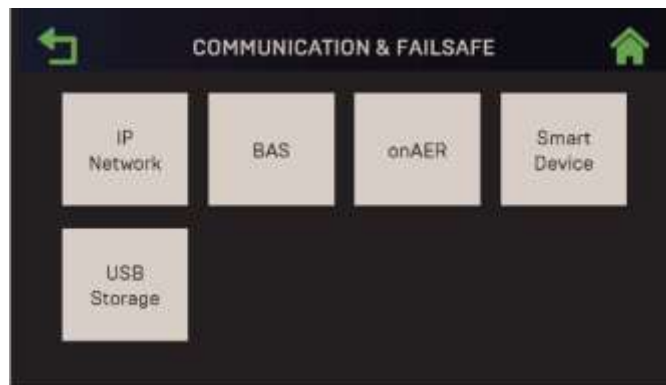 COMMUNICATION & FAILSAFE
IP
Network
BAS
onAER
Smart
Device
USB
Storage